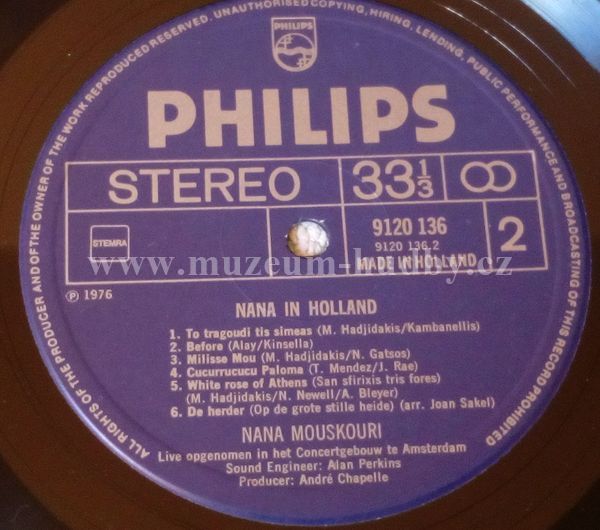 ALL RIGHTS OF THE PRODUCER AND OF THE OWNER OF THE WORK REPRODUCED RESERVED. UNAUTHORISED COPYING, HIRING, LENDING, PUBLIC PERFORMANCE AND BROADCASTING OF THIS RECORD PROHIBITED
PHILIPS
PHILIPS
STEREO
33 1/3
STEMRA
9120 136
9120 136.2
MADE IN HOLLAND
2
www.muzeum-hudby.cz
℗ 1976
NANA IN HOLLAND
1. To tragoudi tis simeas (M. Hadjidakis/Kambanellis)
2. Before (Alay/Kinsella)
3. Milisse Mou (M. Hadjidakis/N. Gatsos)
4. Cucurrucucu Paloma (T. Mendez/J. Rae)
5. White rose of Athens (San sfirixis tris fores)
(M. Hadjidakis/N. Newell/A. Bleyer)
6. De herder (Op de grote stille heide) (arr. Joan Sakel)
NANA MOUSKOURI
Live opgenomen in het Concertgebouw te Amsterdam
Sound Engineer: Alan Perkins
Producer: André Chapelle